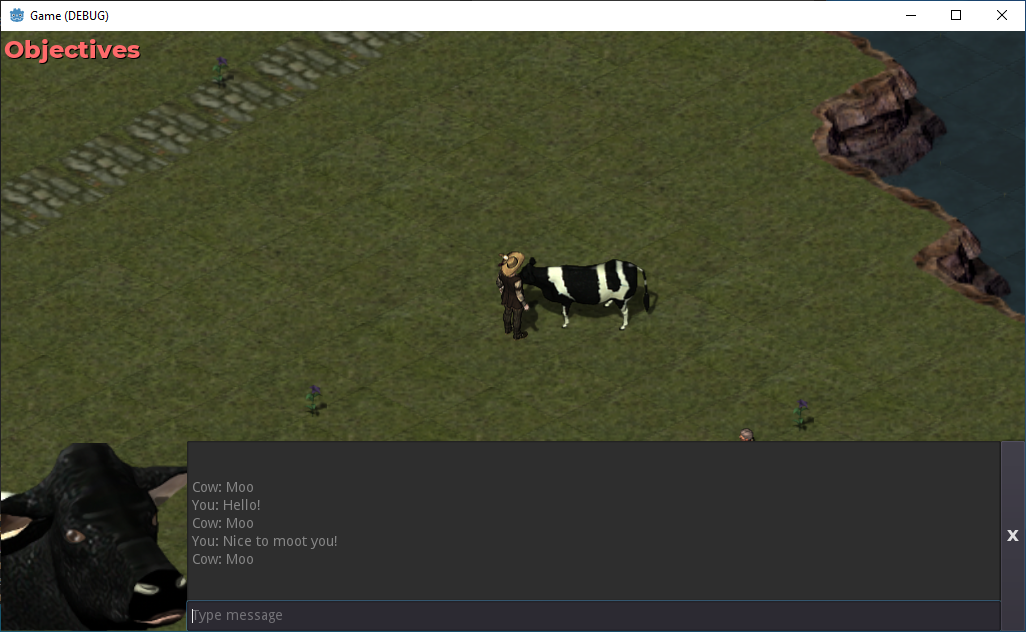 Game (DEBUG)
Objectives
Cow: Moo
You: Hello!
Cow: Moo
You: Nice to moot you!
Cow: Moo
X
Type message